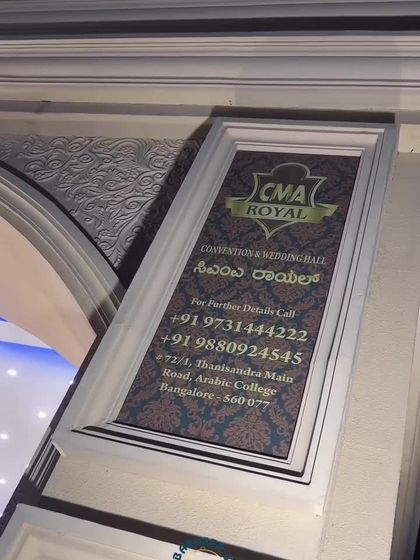 CMA
ROYAL
CONVENTION & WEDDING HALL
ಸಿಎಂಎ ರಾಯಲ್
For Further Details Call
+91 9731444222
+91 9880924545
# 72/1, Thanisandra Main
Road, Arabic College
Bangalore - 560 077